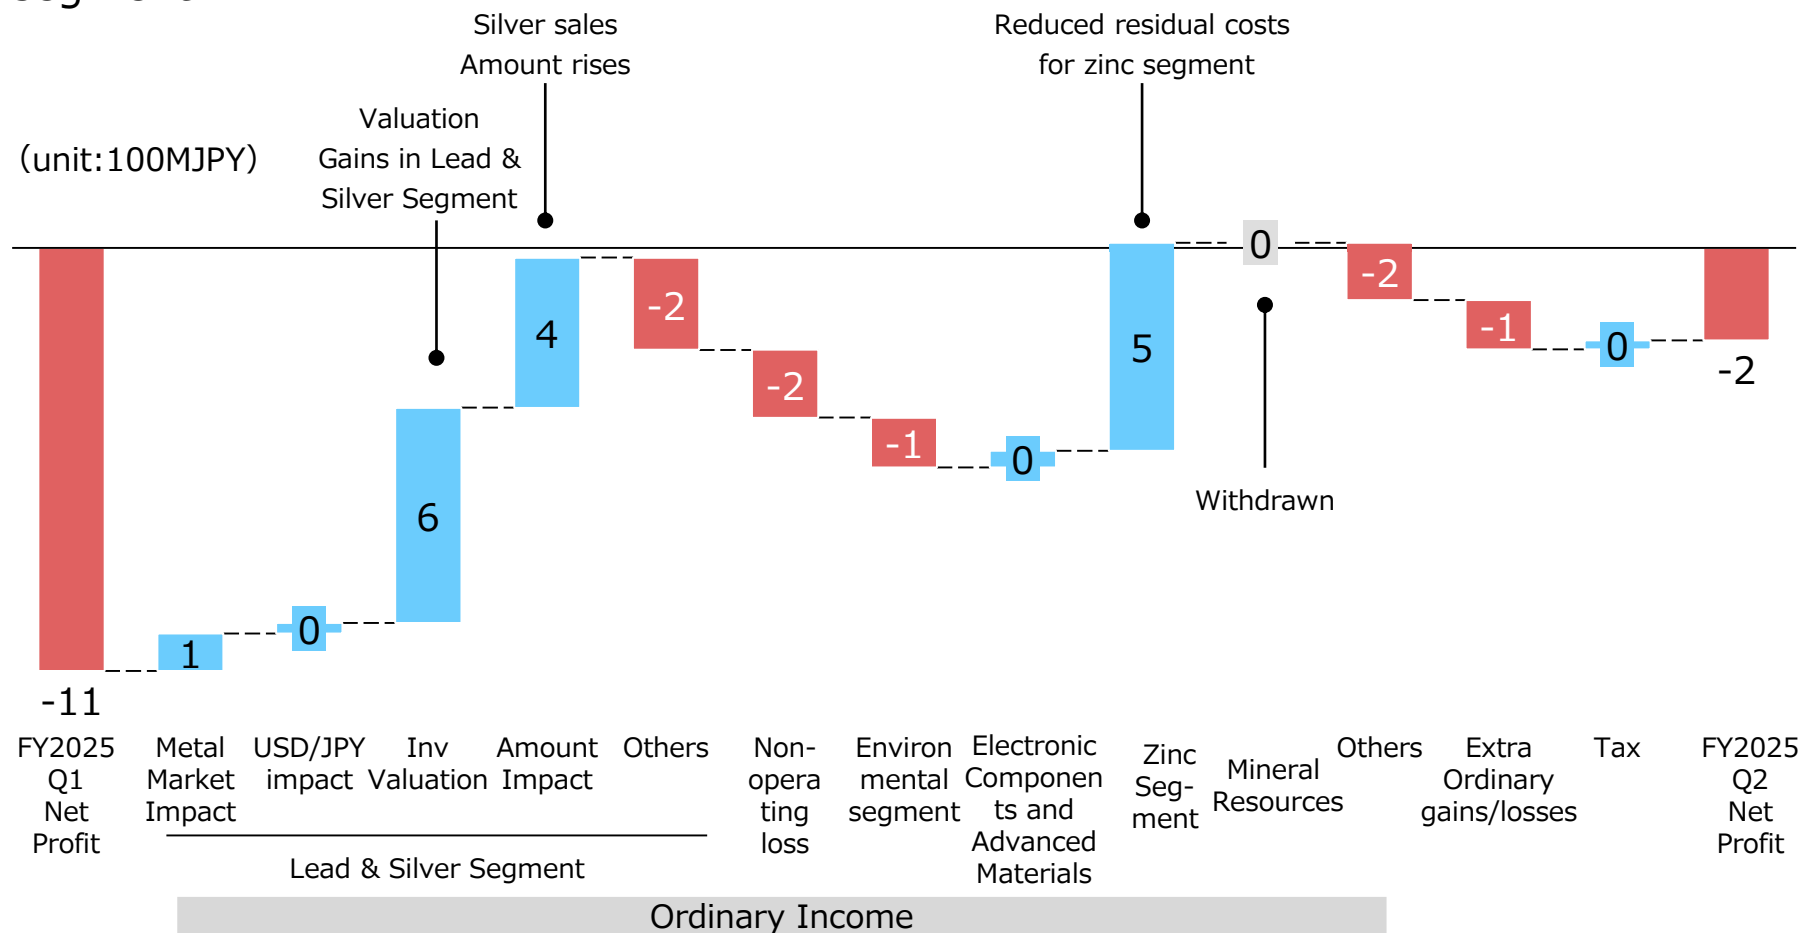 Silver sales
Amount rises
Reduced residual costs
for zinc segment
Valuation
Gains in Lead &
Silver Segment
(unit:100MJPY)
-11
1
0
6
4
-2
-2
-1
0
5
0
-2
-1
0
-2
Withdrawn
FY2025
Q1
Net
Profit
Metal
Market
Impact
USD/JPY
impact
Inv
Valuation
Amount
Impact
Others
Non-
opera
ting
loss
Environ
mental
segment
Electronic
Componen
ts and
Advanced
Materials
Zinc
Seg-
ment
Mineral
Resources
Others
Extra
Ordinary
gains/losses
Tax
FY2025
Q2
Net
Profit
Lead & Silver Segment
Ordinary Income